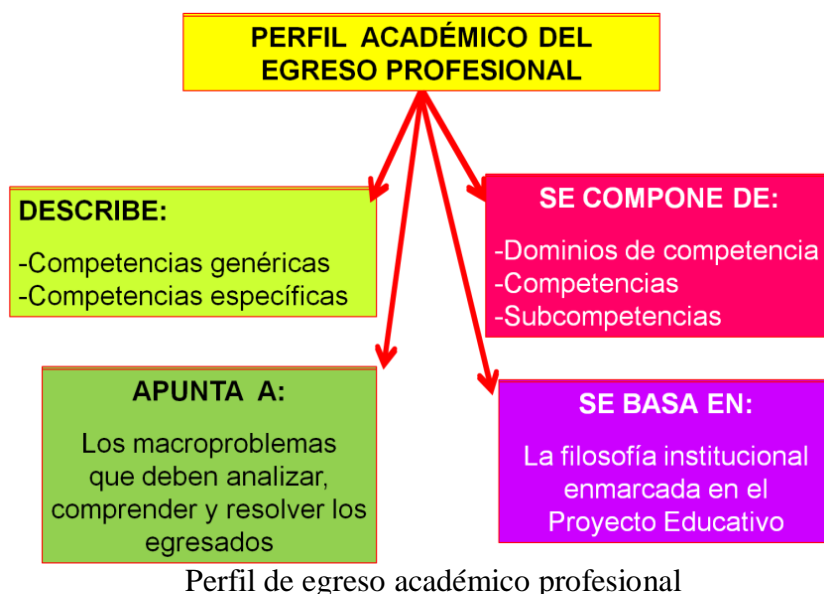 PERFIL ACADÉMICO DEL
EGRESO PROFESIONAL
DESCRIBE:
-Competencias genéricas
-Competencias específicas
SE COMPONE DE:
-Dominios de competencia
-Competencias
-Subcompetencias
APUNTA A:
Los macroproblemas
que deben analizar,
comprender y resolver los
egresados
SE BASA EN:
La filosofía institucional
enmarcada en el
Proyecto Educativo
Perfil de egreso académico profesional